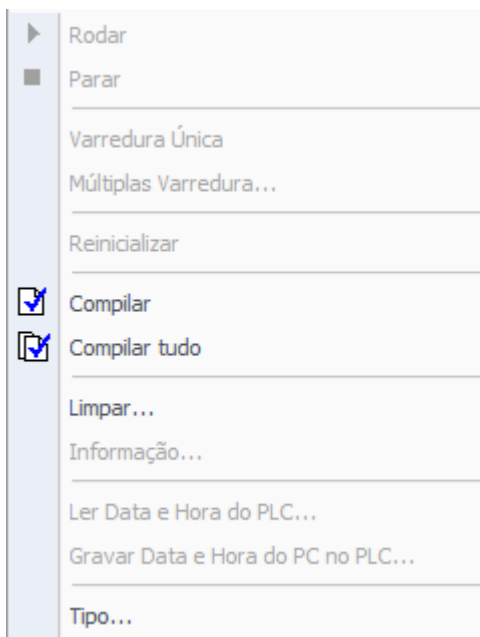 Rodar
Parar
Varredura Única
Múltiplas Varredura...
Reinicializar
Compilar
Compilar tudo
Limpar...
Informação...
Ler Data e Hora do PLC...
Gravar Data e Hora do PC no PLC...
Tipo...